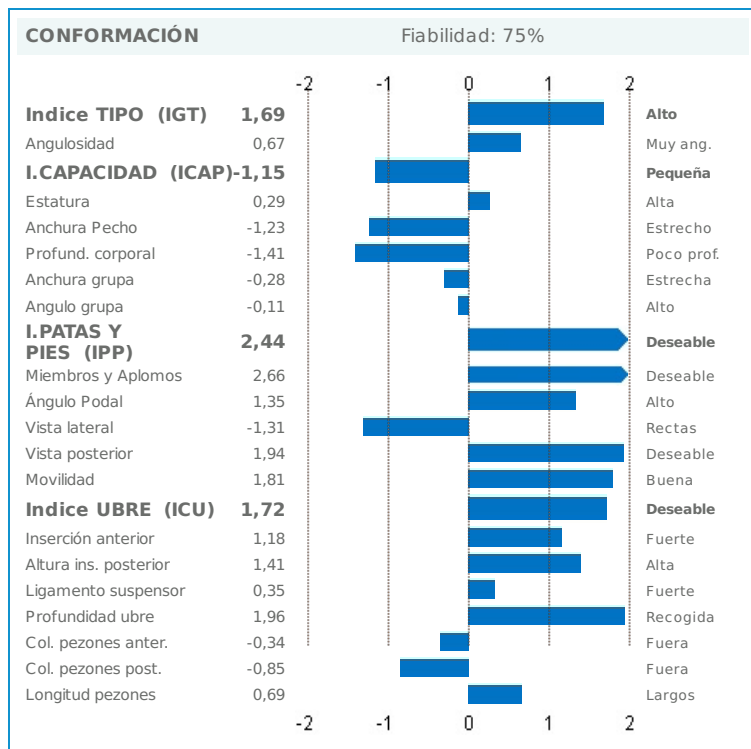 CONFORMACIÓN Fiabilidad: 75%
-2 -1 0 1 2
Indice TIPO (IGT) 1,69 Alto
Angulosidad 0,67 Muy ang.
I.CAPACIDAD (ICAP) -1,15 Pequeña
Estatura 0,29 Alta
Anchura Pecho -1,23 Estrecho
Profund. corporal -1,41 Poco prof.
Anchura grupa -0,28 Estrecha
Angulo grupa -0,11 Alto
I.PATAS Y
PIES (IPP) 2,44 Deseable
Miembros y Aplomos 2,66 Deseable
Ángulo Podal 1,35 Alto
Vista lateral -1,31 Rectas
Vista posterior 1,94 Deseable
Movilidad 1,81 Buena
Indice UBRE (ICU) 1,72 Deseable
Inserción anterior 1,18 Fuerte
Altura ins. posterior 1,41 Alta
Ligamento suspensor 0,35 Fuerte
Profundidad ubre 1,96 Recogida
Col. pezones anter. -0,34 Fuera
Col. pezones post. -0,85 Fuera
Longitud pezones 0,69 Largos
-2 -1 0 1 2